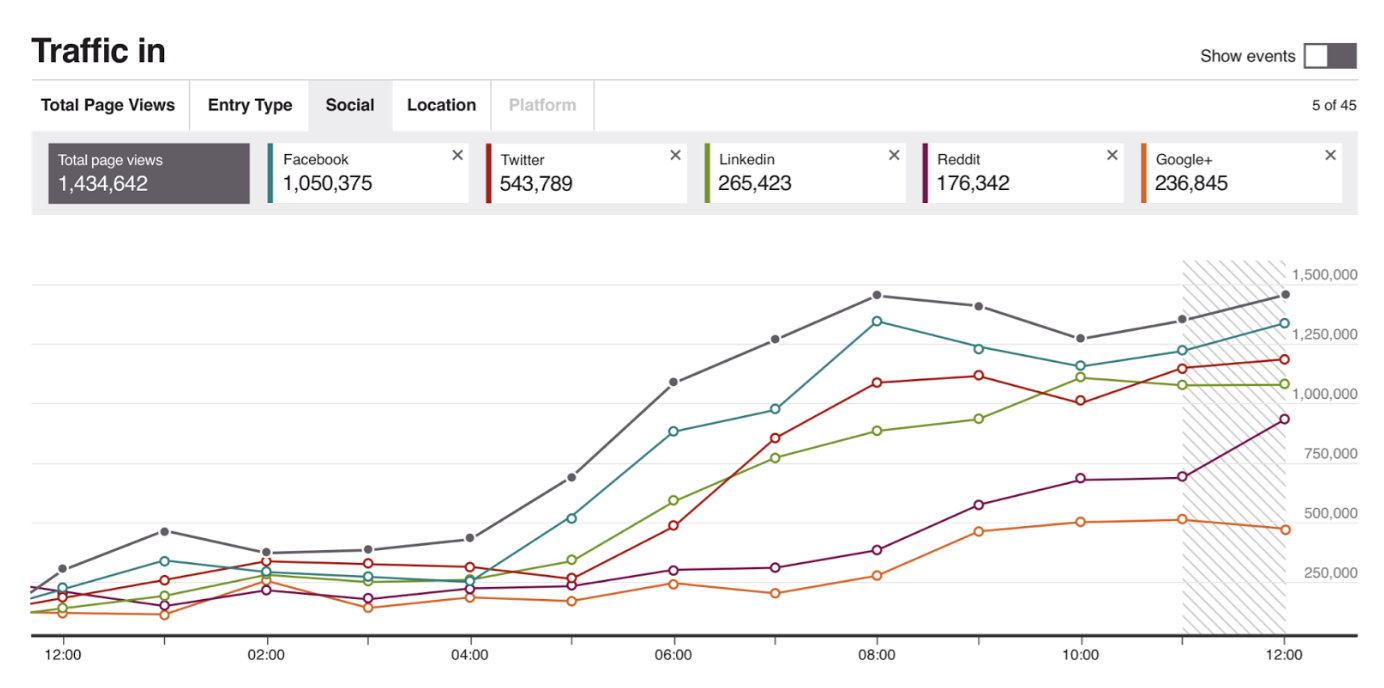 Traffic in
Show events
Total Page Views Entry Type Social Location Platform 5 of 45
Total page views Facebook × Twitter × Linkedin × Reddit × Google+ ×
1,434,642 1,050,375 543,789 265,423 176,342 236,845
1,500,000
1,250,000
1,000,000
750,000
500,000
250,000
12:00 02:00 04:00 06:00 08:00 10:00 12:00